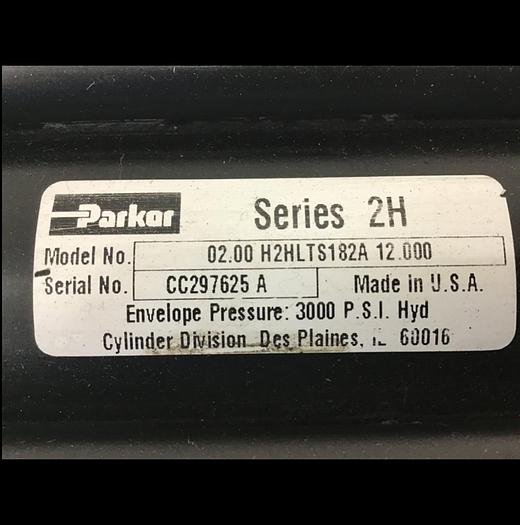 Parker Series 2H
Model No. 02.00 H2HLTS182A 12.000
Serial No. CC297625 A Made in U.S.A.
Envelope Pressure: 3000 P.S.I. Hyd
Cylinder Division Des Plaines, IL 60016